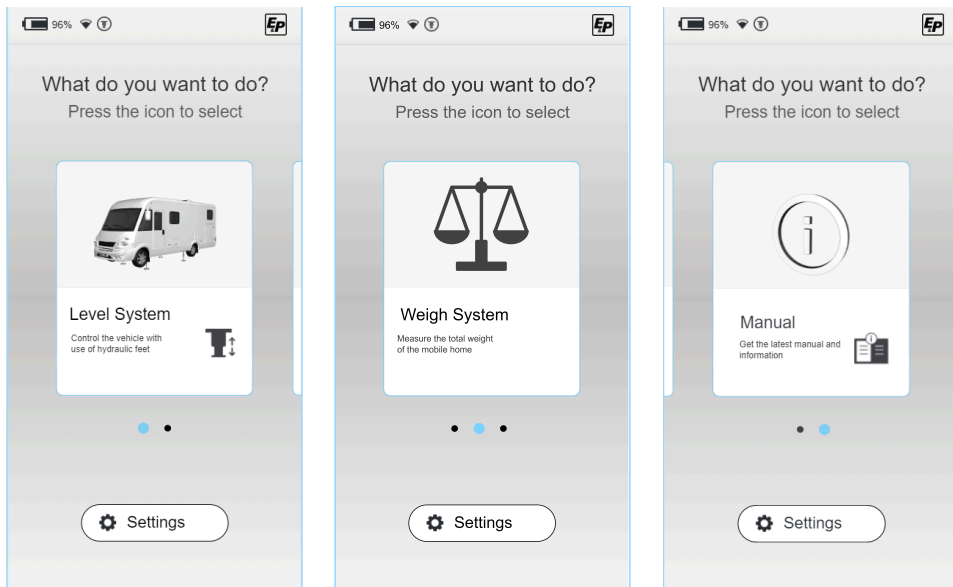 96%
EP
What do you want to do?
Press the icon to select
Level System
Control the vehicle with
use of hydraulic feet
Settings
96%
EP
What do you want to do?
Press the icon to select
Weigh System
Measure the total weight
of the mobile home
Settings
96%
EP
What do you want to do?
Press the icon to select
i
Manual
Get the latest manual and
information
i
Settings